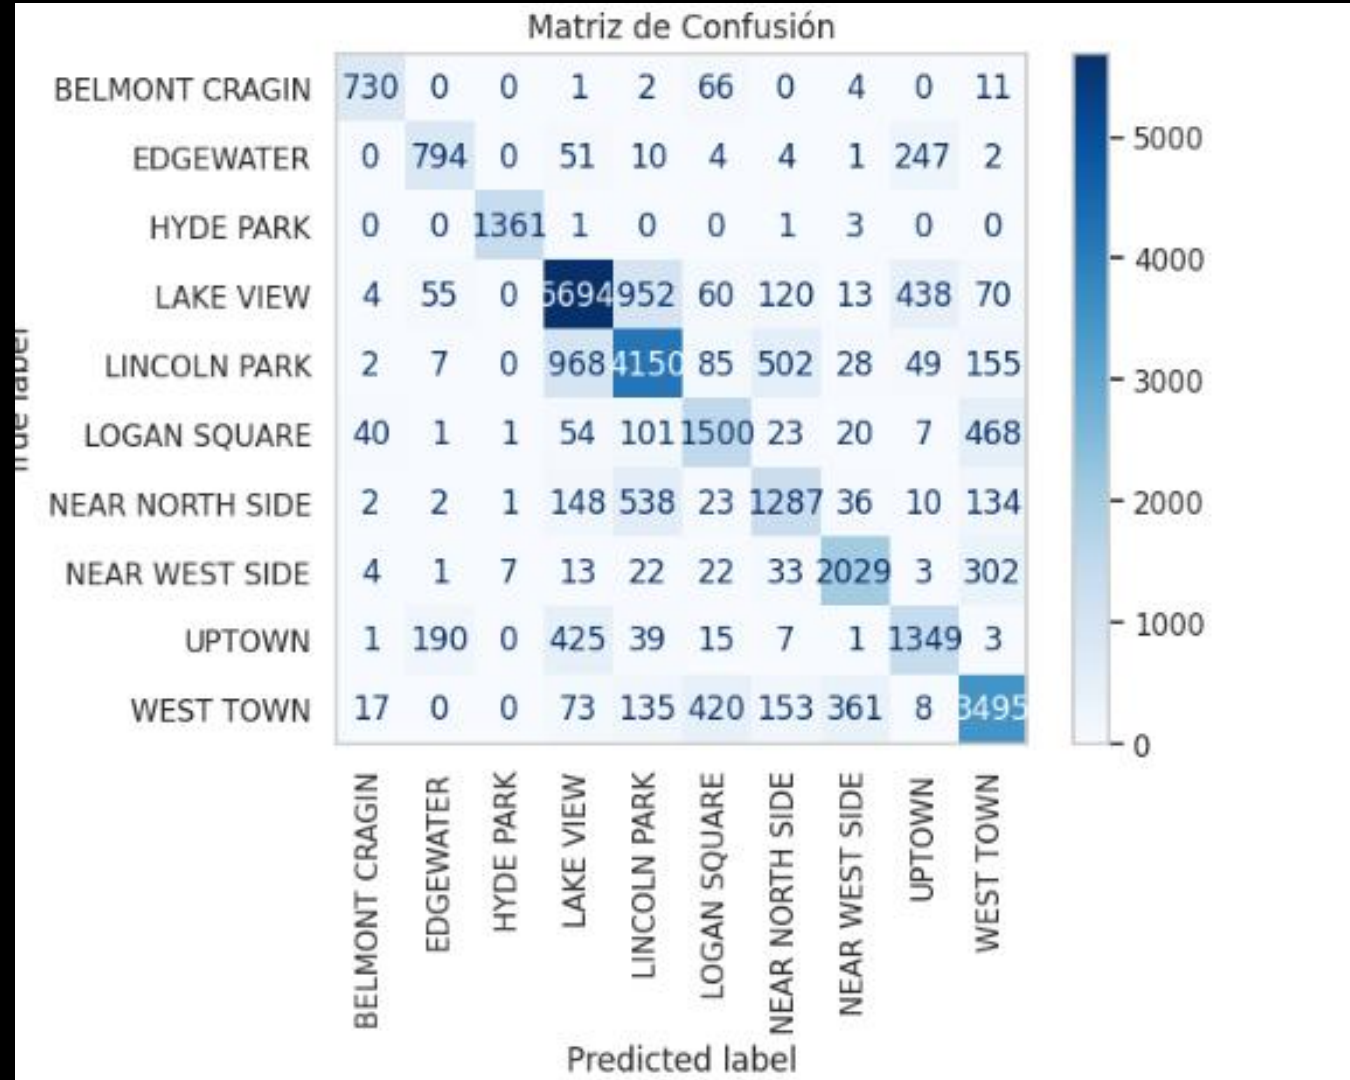 Matriz de Confusión
BELMONT CRAGIN 730 0 0 1 2 66 0 4 0 11
EDGEWATER 0 794 0 51 10 4 4 1 247 2
HYDE PARK 0 0 1361 1 0 0 1 3 0 0
LAKE VIEW 4 55 0 5694 952 60 120 13 438 70
LINCOLN PARK 2 7 0 968 4150 85 502 28 49 155
LOGAN SQUARE 40 1 1 54 101 1500 23 20 7 468
NEAR NORTH SIDE 2 2 1 148 538 23 1287 36 10 134
NEAR WEST SIDE 4 1 7 13 22 22 33 2029 3 302
UPTOWN 1 190 0 425 39 15 7 1 1349 3
WEST TOWN 17 0 0 73 135 420 153 361 8 3495
True label
BELMONT CRAGIN
EDGEWATER
HYDE PARK
LAKE VIEW
LINCOLN PARK
LOGAN SQUARE
NEAR NORTH SIDE
NEAR WEST SIDE
UPTOWN
WEST TOWN
Predicted label
5000
4000
3000
2000
1000
0